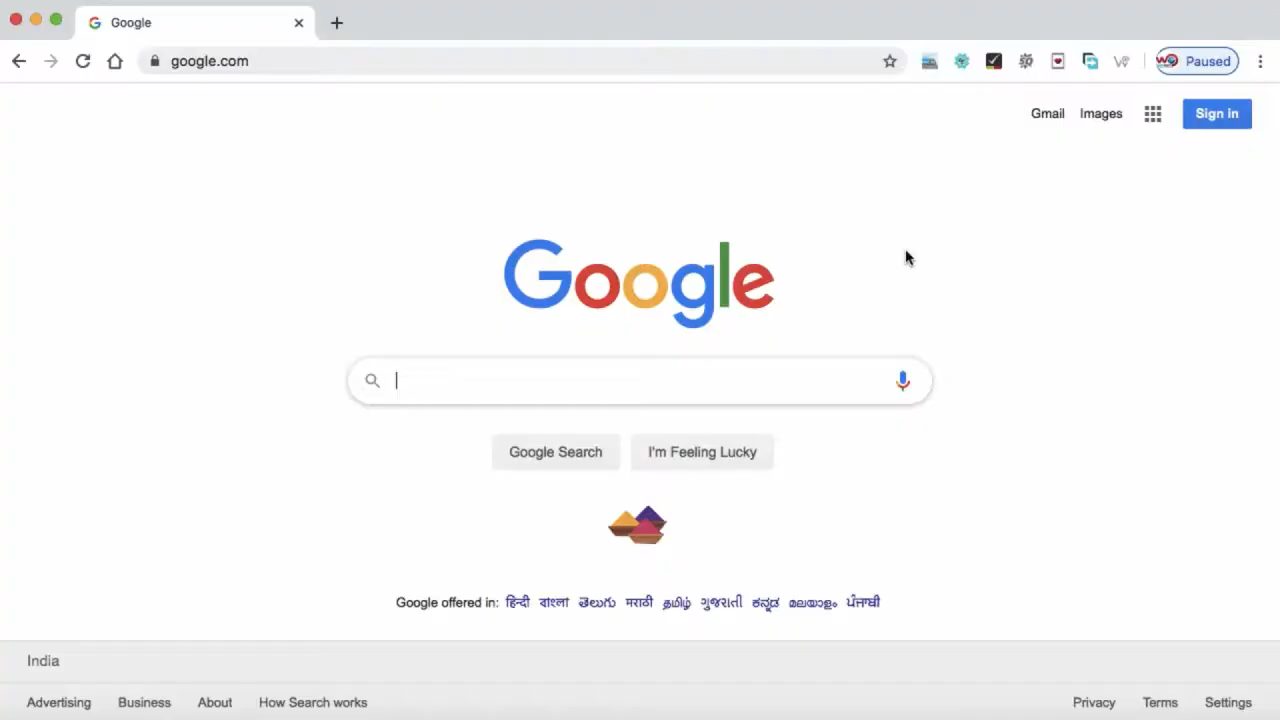 Google
google.com
Paused
Gmail Images Sign in
Google
Google Search I'm Feeling Lucky
Google offered in: हिन्दी বাংলা తెలుగు मराठी தமிழ் ગુજરાતી ಕನ್ನಡ മലയാളം ਪੰਜਾਬੀ
India
Advertising Business About How Search works Privacy Terms Settings